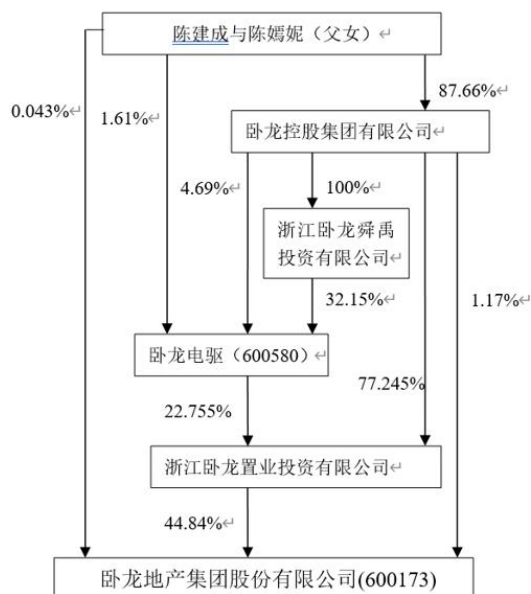 陈建成与陈嫣妮（父女）↵
0.043%↵
1.61%↵
87.66%↵
卧龙控股集团有限公司↵
4.69%↵
100%↵
浙江卧龙舜禹
投资有限公司↵
32.15%↵
1.17%↵
卧龙电驱（600580）↵
77.245%
22.755%
浙江卧龙置业投资有限公司↵
44.84%↵
卧龙地产集团股份有限公司(600173)